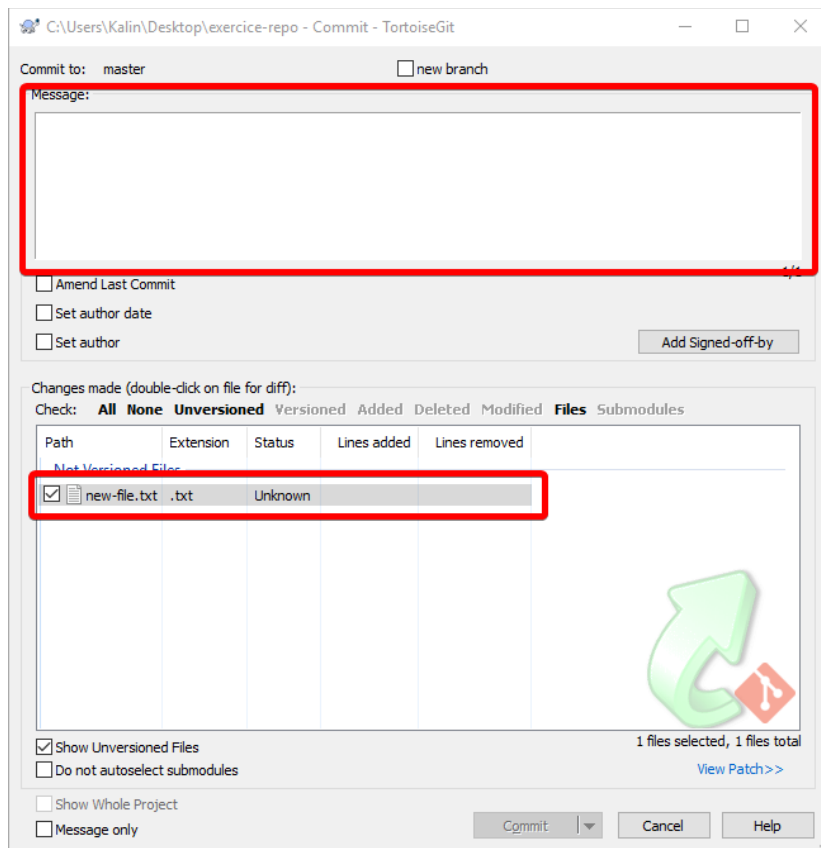 C:\Users\Kalin\Desktop\exercice-repo - Commit - TortoiseGit
Commit to: master new branch
Message:
1/1
Amend Last Commit
Set author date
Set author Add Signed-off-by
Changes made (double-click on file for diff):
Check: All None Unversioned Versioned Added Deleted Modified Files Submodules
Path Extension Status Lines added Lines removed
Not Versioned Files
new-file.txt .txt Unknown
Show Unversioned Files 1 files selected, 1 files total
Do not autoselect submodules View Patch>>
Show Whole Project
Message only Commit Cancel Help